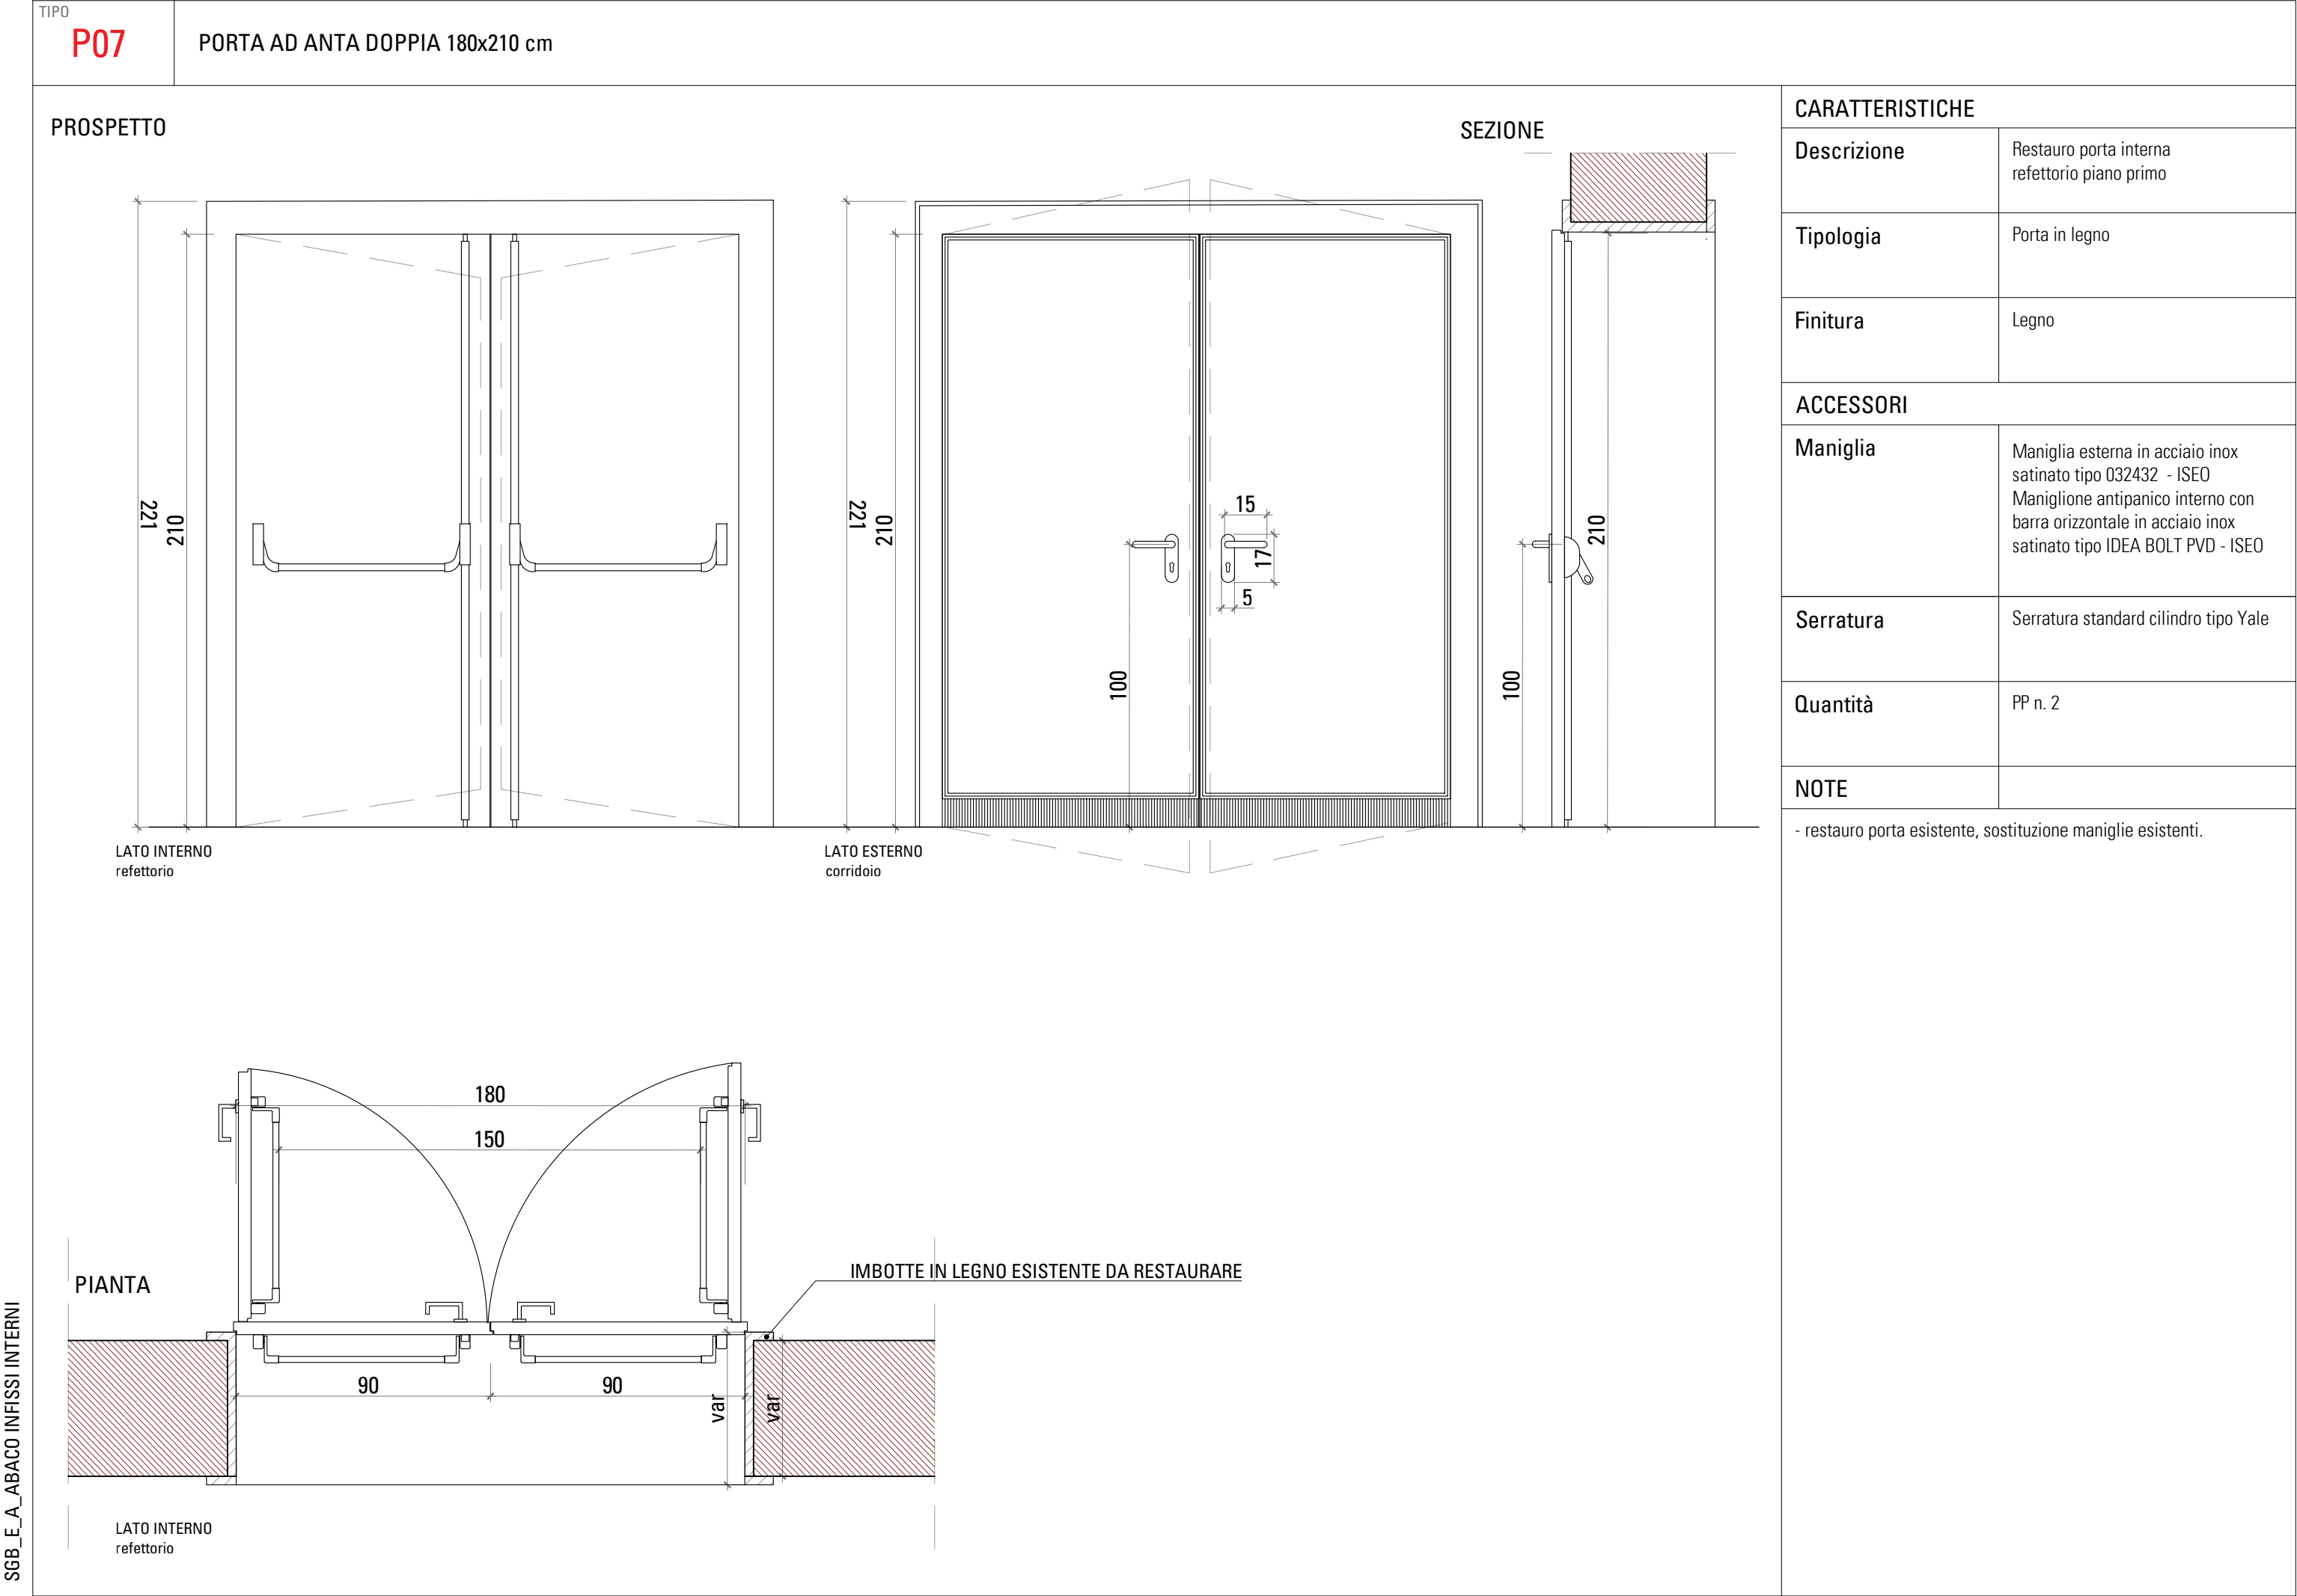 TIPO
P07
PORTA AD ANTA DOPPIA 180x210 cm
PROSPETTO
SEZIONE
221
210
221
210
15
17
5
100
100
210
LATO INTERNO
refettorio
LATO ESTERNO
corridoio
180
150
PIANTA
IMBOTTE IN LEGNO ESISTENTE DA RESTAURARE
90
90
var
var
LATO INTERNO
refettorio
CARATTERISTICHE
Descrizione
Restauro porta interna
refettorio piano primo
Tipologia
Porta in legno
Finitura
Legno
ACCESSORI
Maniglia
Maniglia esterna in acciaio inox
satinato tipo 032432 - ISEO
Maniglione antipanico interno con
barra orizzontale in acciaio inox
satinato tipo IDEA BOLT PVD - ISEO
Serratura
Serratura standard cilindro tipo Yale
Quantità
PP n. 2
NOTE
- restauro porta esistente, sostituzione maniglie esistenti.
SGB_E_A_ABACO INFISSI INTERNI